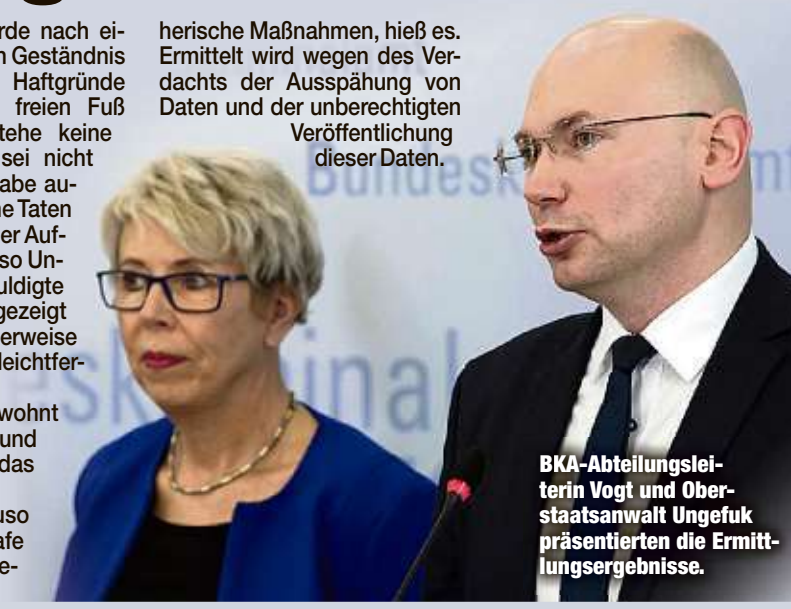 rde nach ei-
n Geständnis
Haftgründe
freien Fuß
tehe keine
sei nicht
abe au-
ne Taten
er Auf-
so Un-
uldigte
gezeigt
erweise
leichtfer-
wohnt
und
das
uso
afe
e-
herische Maßnahmen, hieß es.
Ermittelt wird wegen des Ver-
dachts der Ausspähung von
Daten und der unberechtigten
Veröffentlichung
dieser Daten.
Bundesk
BKA-Abteilungslei-
terin Vogt und Ober-
staatsanwalt Ungefuk
präsentierten die Ermitt-
lungsergebnisse.